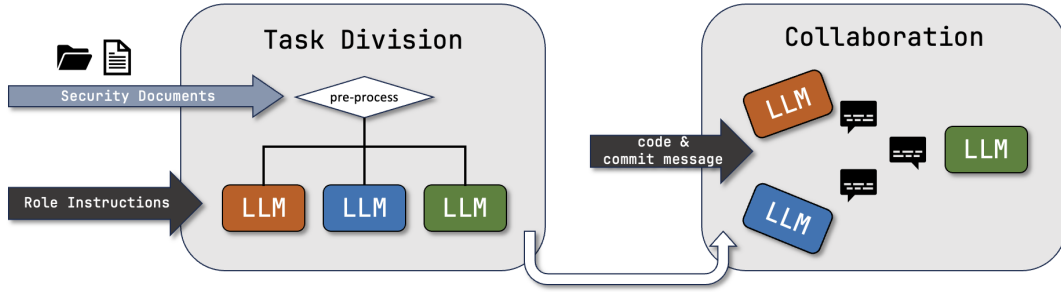 Task Division
Security Documents
pre-process
Role Instructions
LLM
LLM
LLM
Collaboration
code &
commit message
LLM
LLM
LLM